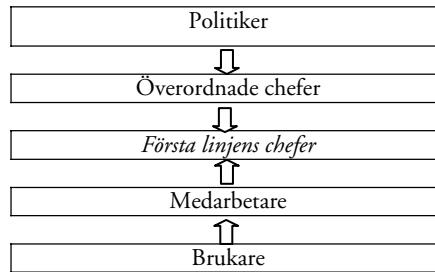 Politiker
Överordnade chefer
Första linjens chefer
Medarbetare
Brukare